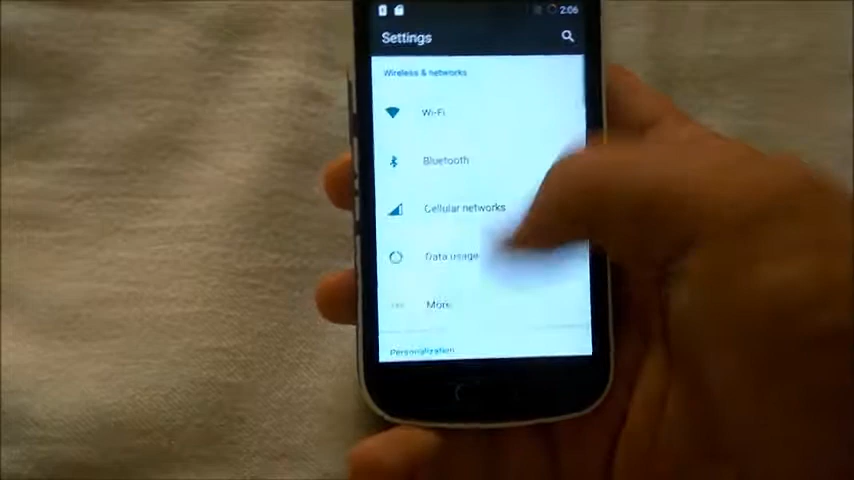 2:06
Settings
Wireless & networks
Wi-Fi
Bluetooth
Cellular networks
Data usage
More
Personalization